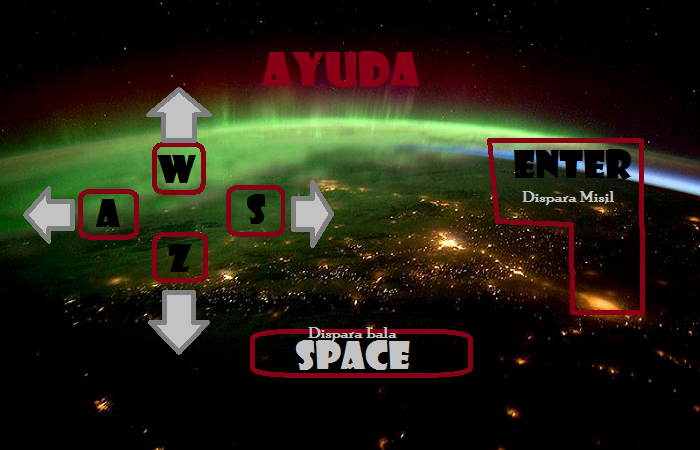 AYUDA
W
A
S
Z
ENTER
Dispara Misil
Dispara bala
SPACE